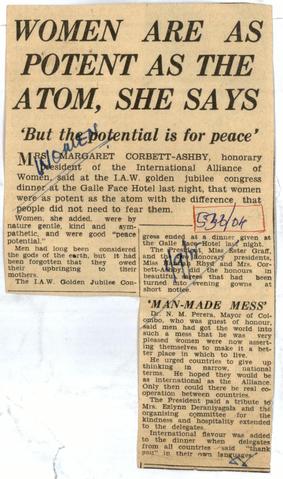 WOMEN ARE AS
POTENT AS THE
ATOM, SHE SAYS
'But the potential is for peace'
Women
MRS. MARGARET CORBETT-ASHBY, honorary
President of the International Alliance of
Women, said at the I.A.W. golden jubilee congress
dinner at the Galle Face Hotel last night, that women
were as potent as the atom with the difference, that
people did not need to fear them.
Women, she added, were by
nature gentle, kind and sym-
pathetic, and were good "peace
potential."
Men had long been considered
the gods of the earth, but it had
been forgotten that they owed
their upbringing to their
mothers.
The I.A.W. Golden Jubilee Con-
gress ended at a dinner given at
the Galle Face Hotel last night.
The President, Miss Ester Graff,
and the honorary presidents,
Miss Rhyd and Mrs. Cor-
bett-Ashby did the honours in
beautiful sarees that had been
turned into evening gowns at
short notice.
'MAN-MADE MESS'
Dr. N. M. Perera, Mayor of Co-
lombo, who was guest of honour,
said men had got the world into
such a mess that he was very
pleased women were now asser-
ting themselves to make it a bet-
ter place in which to live.
He urged countries to give up
thinking in narrow, national
terms. He hoped they would be
as international as the Alliance.
Only then could there be real co-
operation between countries.
The President paid a tribute to
Mrs. Ezlynn Deraniyagala and the
organising committee for the
kindness and hospitality extended
to the delegates.
International flavour was added
to the dinner when delegates
from all countries said "thank
you" in their own languages.